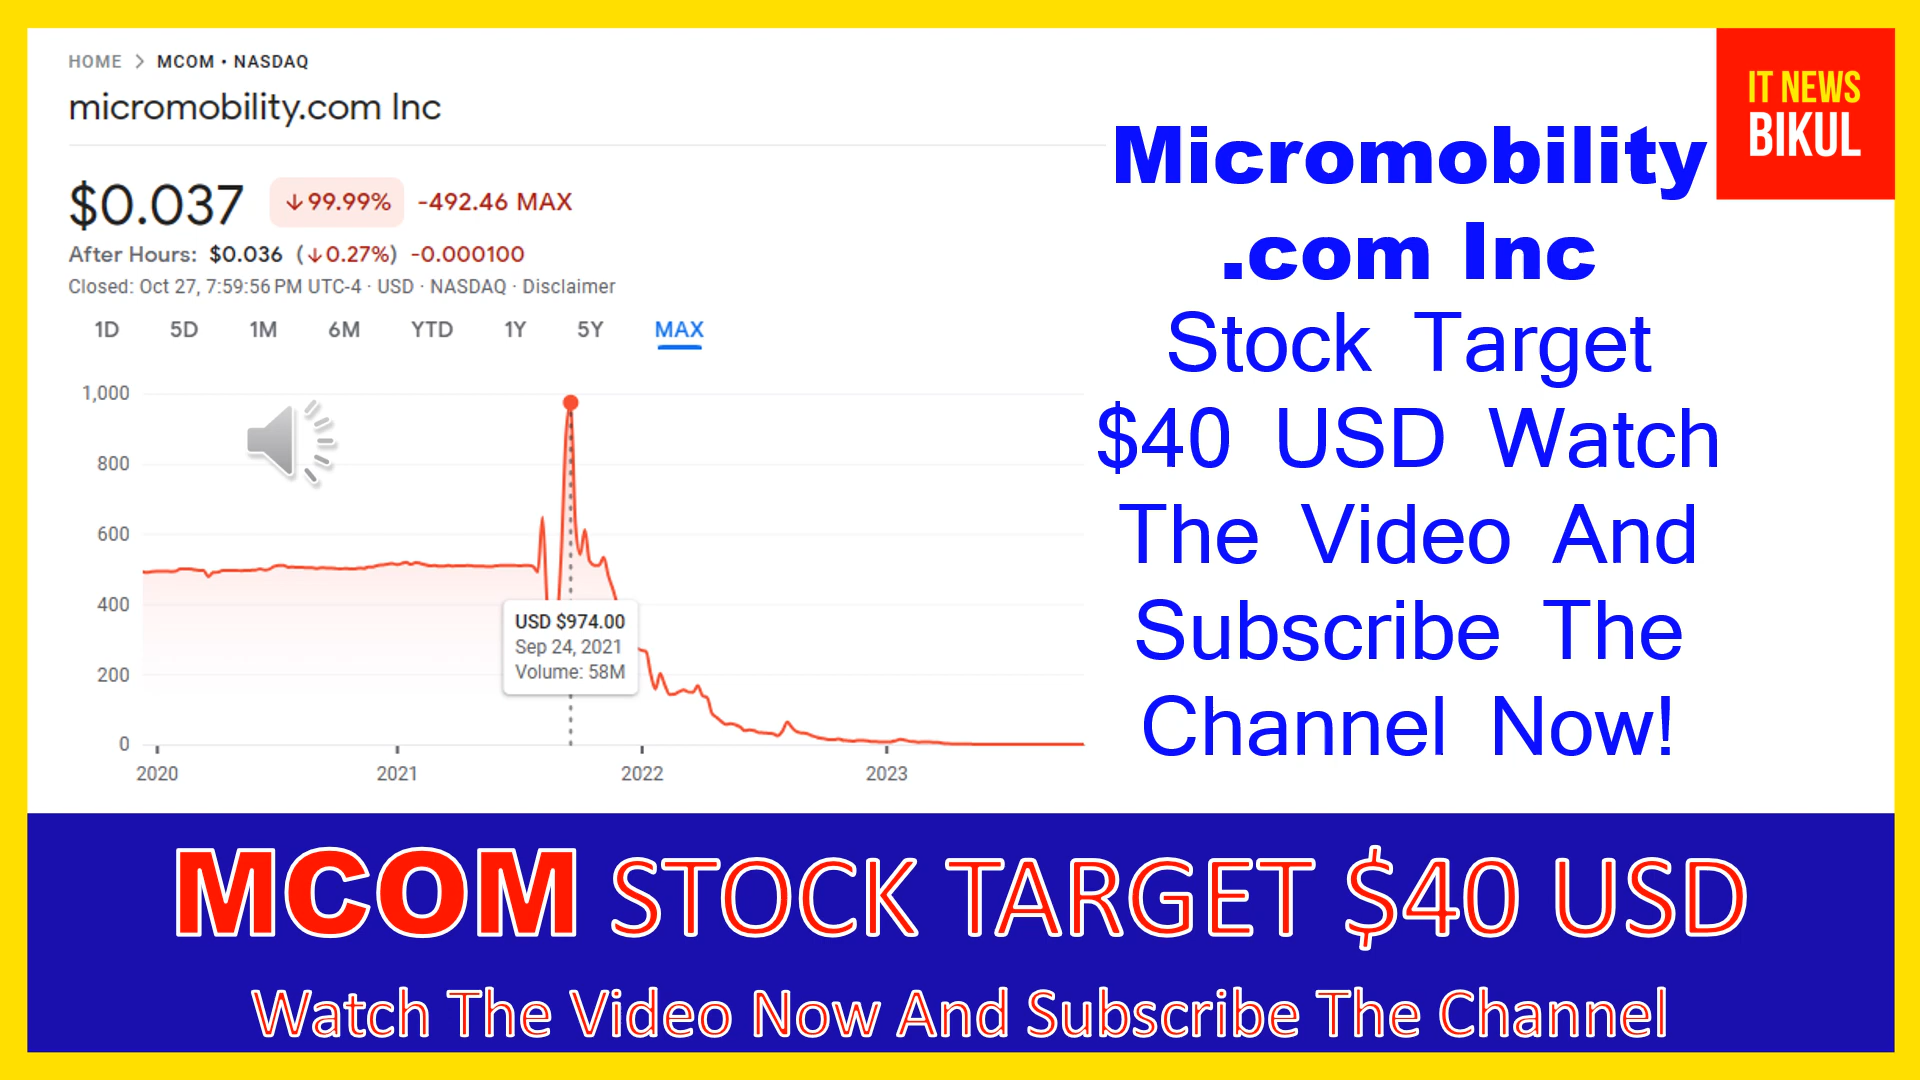 HOME > MCOM • NASDAQ
micromobility.com Inc
$0.037 ↓99.99% -492.46 MAX
After Hours: $0.036 (↓0.27%) -0.000100
Closed: Oct 27, 7:59:56 PM UTC-4 · USD · NASDAQ · Disclaimer
1D 5D 1M 6M YTD 1Y 5Y MAX
1,000
800
600
400
200
0
USD $974.00
Sep 24, 2021
Volume: 58M
2020 2021 2022 2023
IT NEWS
BIKUL
Micromobility
.com Inc
Stock Target
$40 USD Watch
The Video And
Subscribe The
Channel Now!
MCOM STOCK TARGET $40 USD
Watch The Video Now And Subscribe The Channel